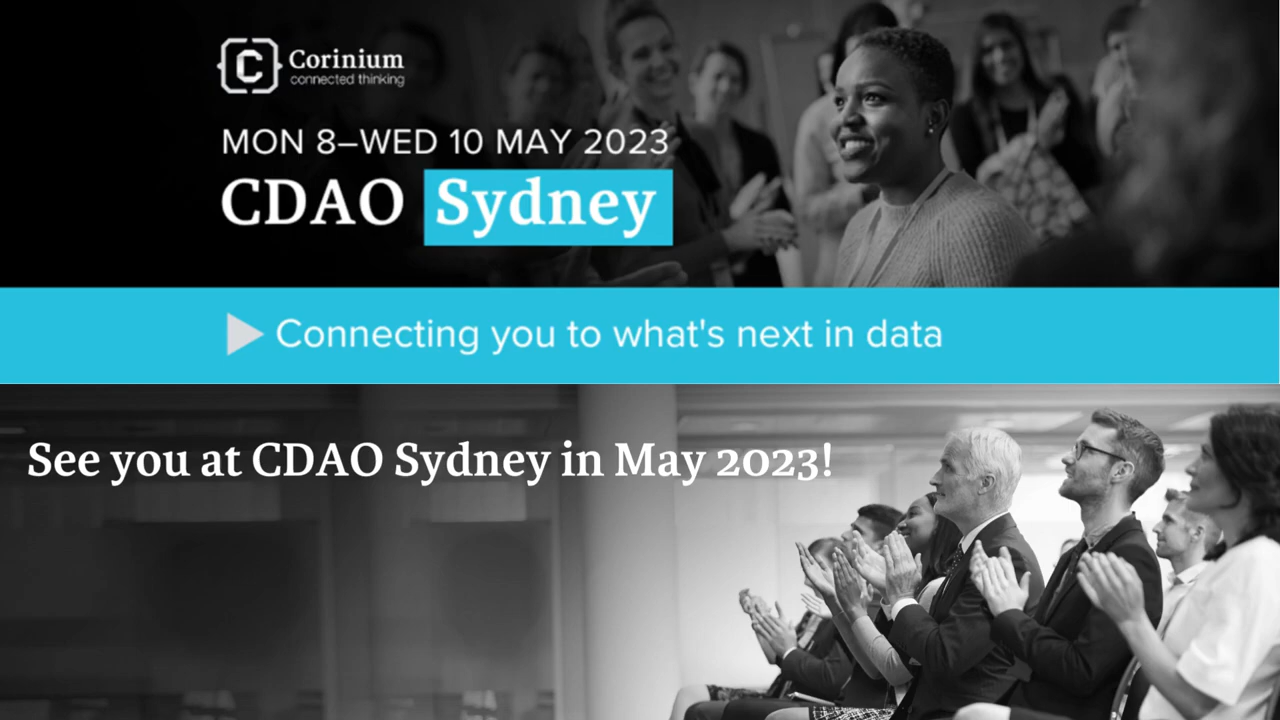 C
Corinium
connected thinking
MON 8–WED 10 MAY 2023
CDAO Sydney
Connecting you to what's next in data
See you at CDAO Sydney in May 2023!